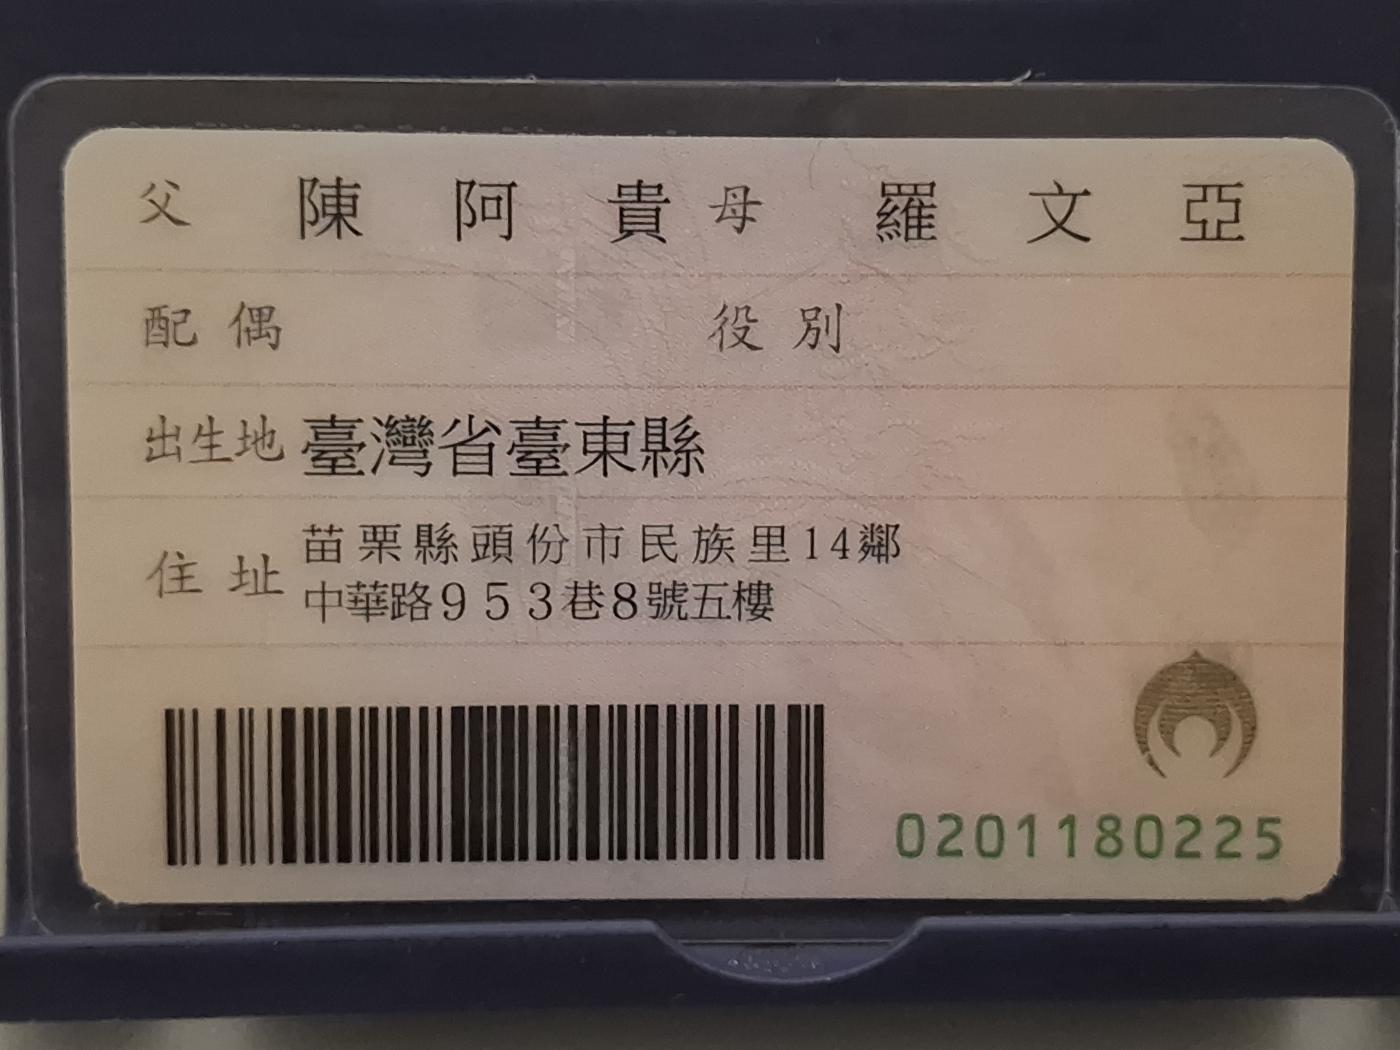 父 陳阿貴 母 羅文亞
配偶 役別
出生地 臺灣省臺東縣
住址 苗栗縣頭份市民族里14鄰
中華路953巷8號五樓
0201180225